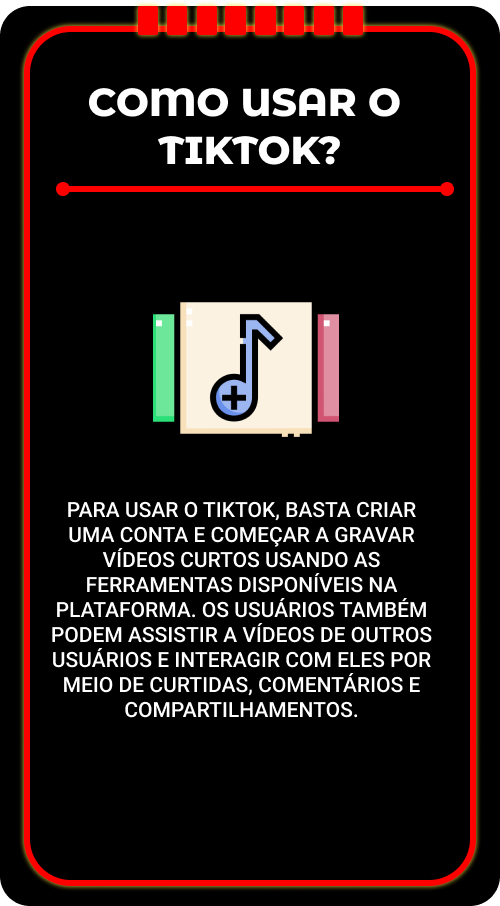 COMO USAR O
TIKTOK?
PARA USAR O TIKTOK, BASTA CRIAR
UMA CONTA E COMEÇAR A GRAVAR
VÍDEOS CURTOS USANDO AS
FERRAMENTAS DISPONÍVEIS NA
PLATAFORMA. OS USUÁRIOS TAMBÉM
PODEM ASSISTIR A VÍDEOS DE OUTROS
USUÁRIOS E INTERAGIR COM ELES POR
MEIO DE CURTIDAS, COMENTÁRIOS E
COMPARTILHAMENTOS.